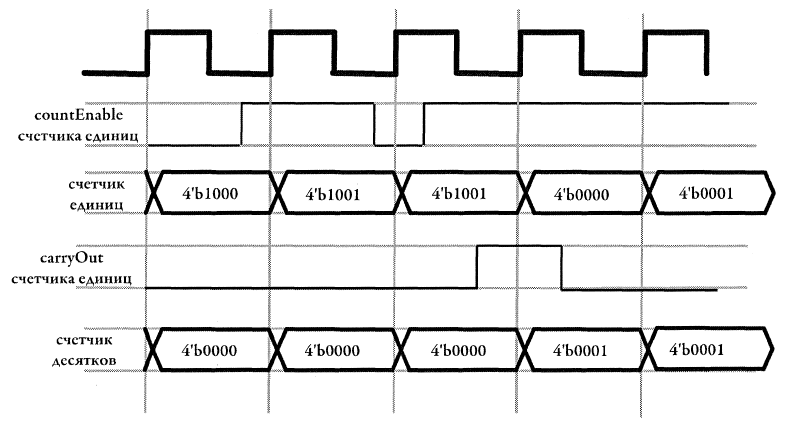 countEnable
счетчика единиц
счетчик
единиц
4'b1000 4'b1001 4'b1001 4'b0000 4'b0001
carryOut
счетчика единиц
счетчик
десятков
4'b0000 4'b0000 4'b0000 4'b0001 4'b0001